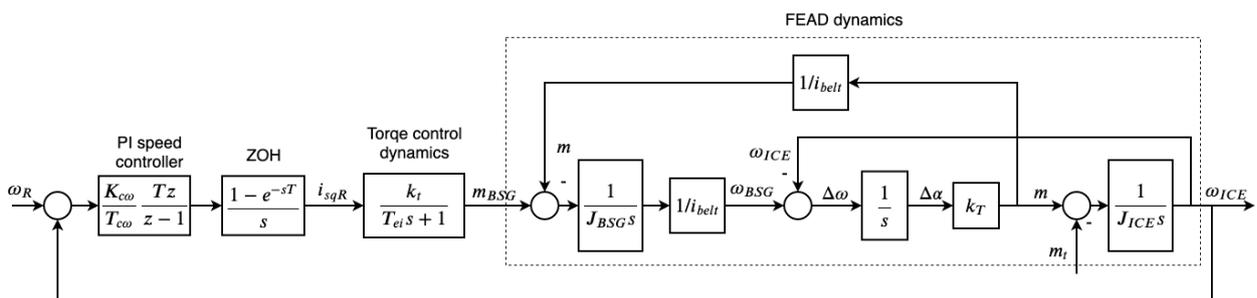 FEAD dynamics
1/i_belt
PI speed
controller
ZOH
Torqe control
dynamics
m
ω_ICE
-
-
ω_R
K_cω Tz
T_cω z − 1
1 − e^{−sT}
s
i_sqR
k_t
T_ei s + 1
m_BSG
1
J_BSG s
1/i_belt
ω_BSG
Δω
1
s
Δα
k_T
m
-
m_t
1
J_ICE s
ω_ICE